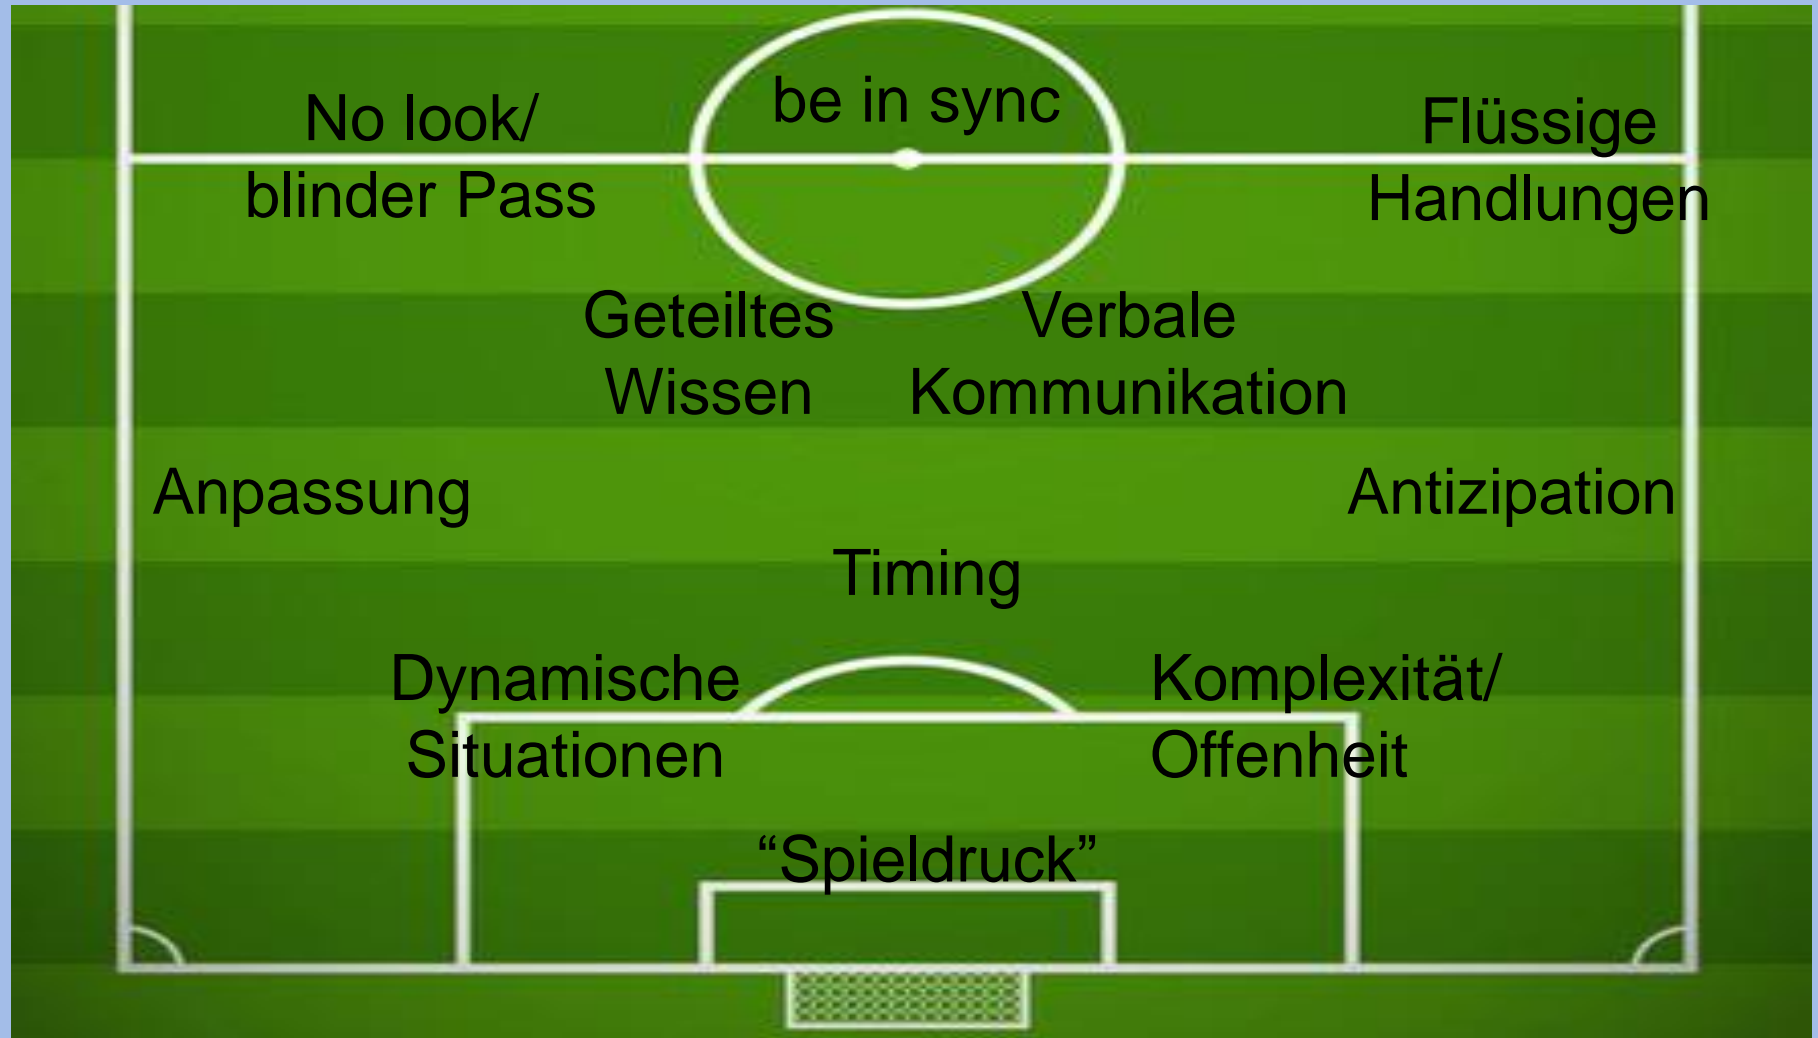 No look/
blinder Pass
be in sync
Flüssige
Handlungen
Geteiltes
Wissen
Verbale
Kommunikation
Anpassung
Antizipation
Timing
Dynamische
Situationen
Komplexität/
Offenheit
“Spieldruck”